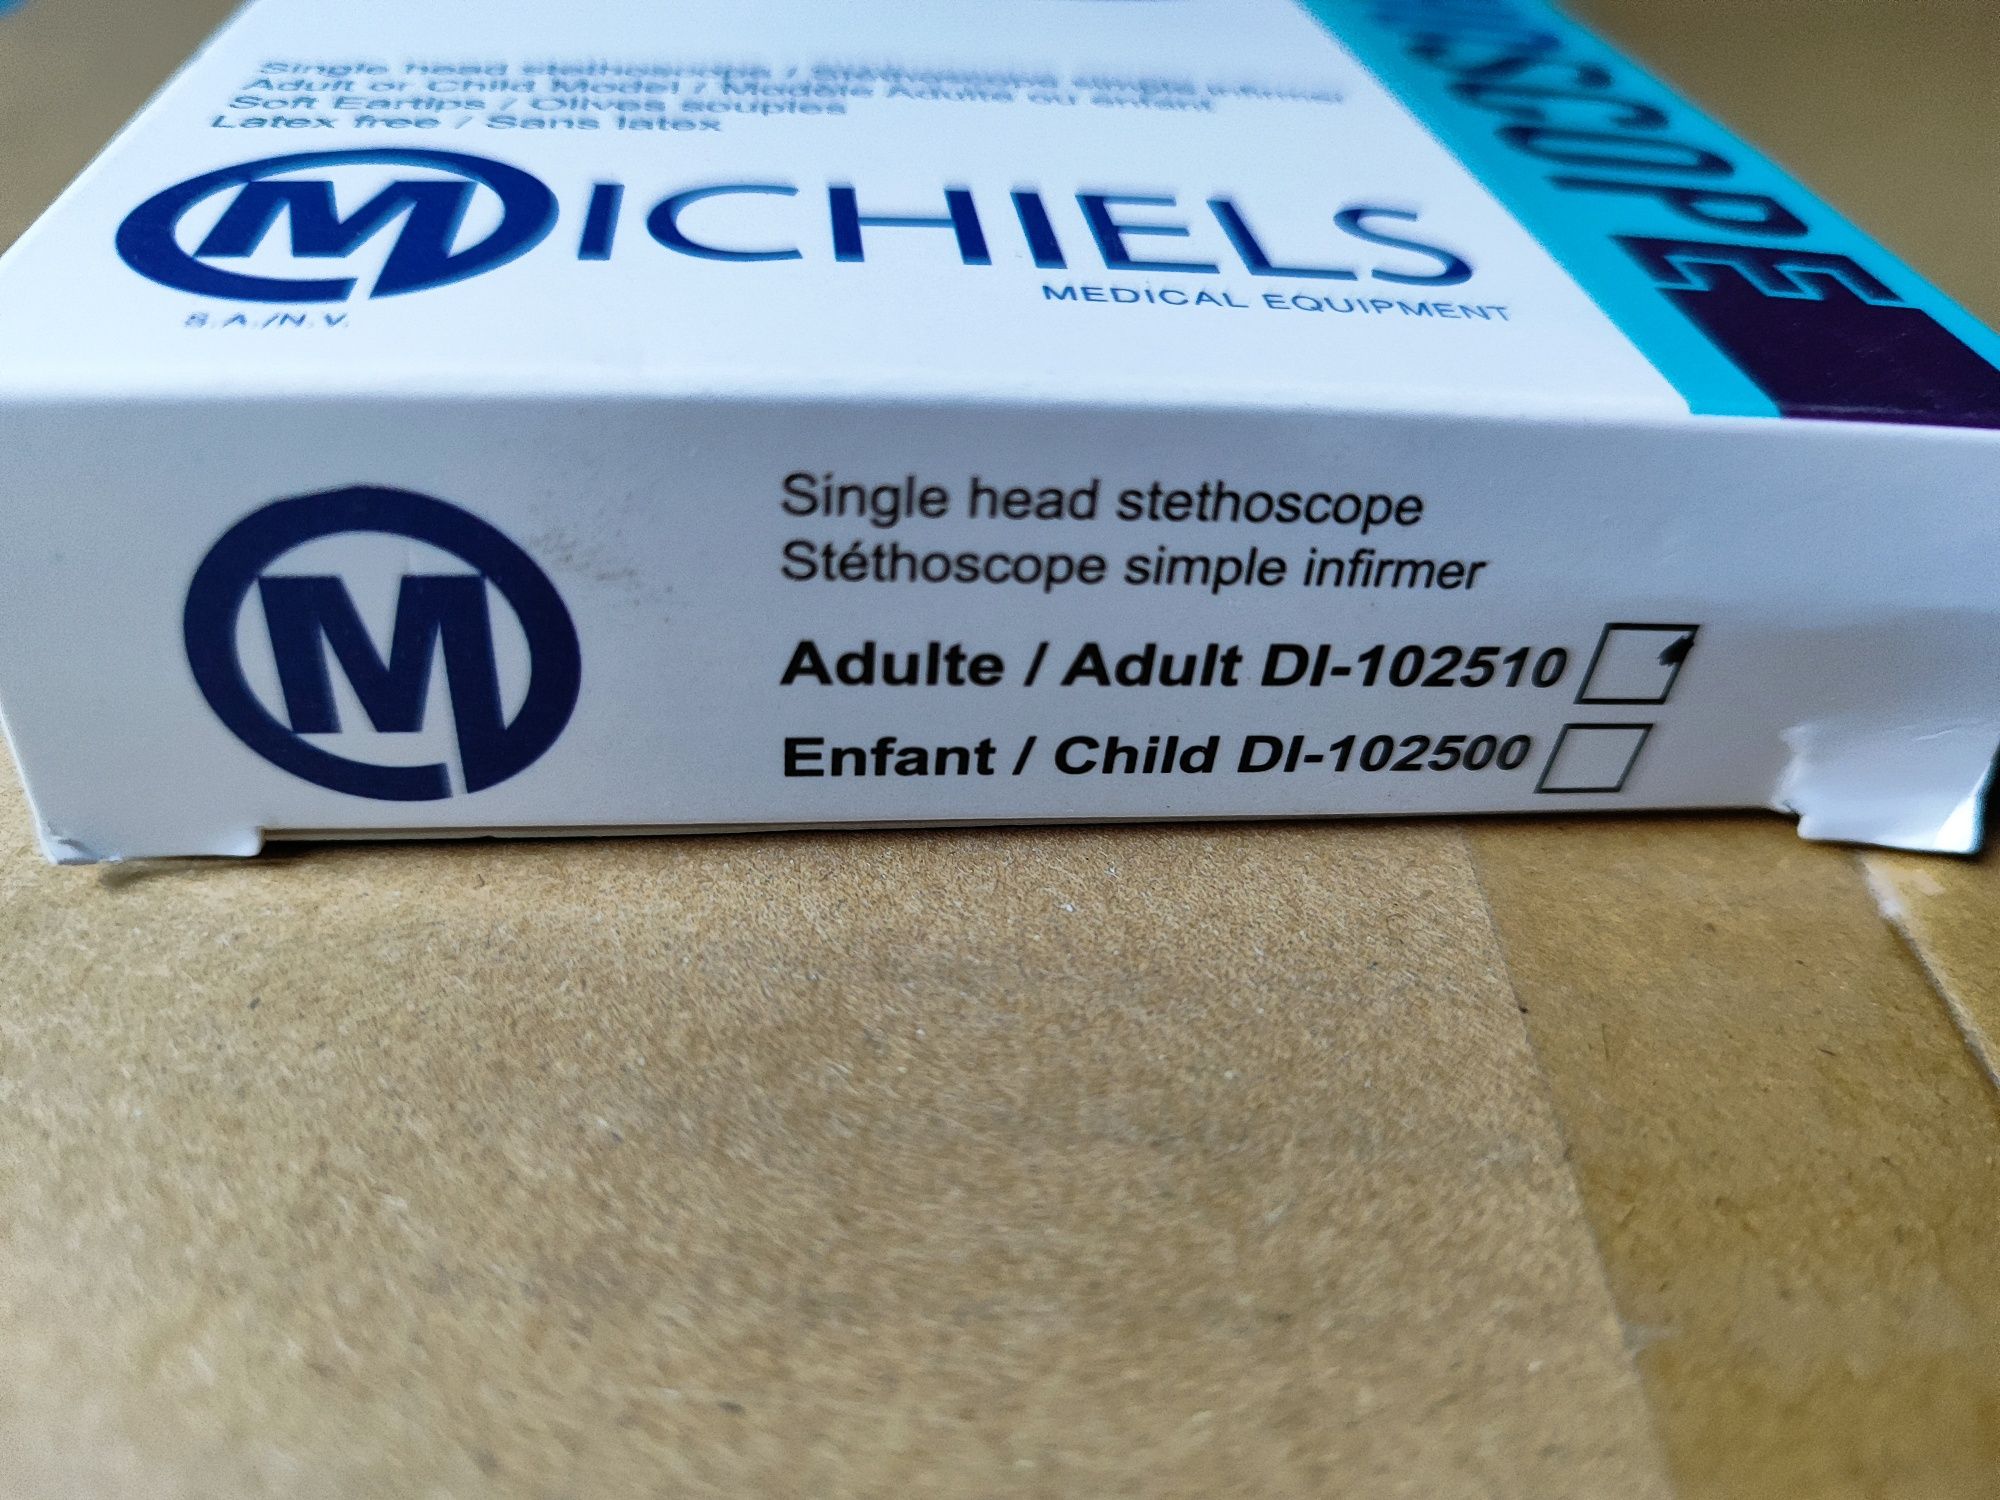 Single head stethoscope / Stéthoscope simple infirmer
Adult or Child Model / Modèle Adulte ou enfant
Soft Eartips / Olives souples
Latex free / Sans latex
MICHIELS
MEDICAL EQUIPMENT
S.A./N.V.
OSCOPE
M
Single head stethoscope
Stéthoscope simple infirmer
Adulte / Adult DI-102510
Enfant / Child DI-102500